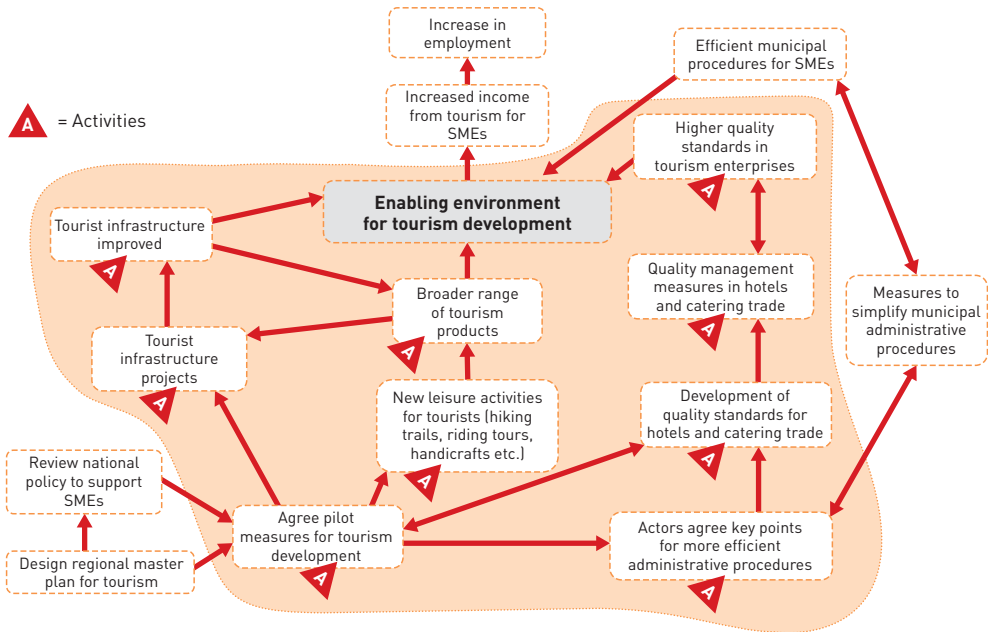 Increase in
employment
Efficient municipal
procedures for SMEs
A
= Activities
Increased income
from tourism for
SMEs
Higher quality
standards in
tourism enterprises
A
Enabling environment
for tourism development
Tourist infrastructure
improved
A
Quality management
measures in hotels
and catering trade
A
Broader range
of tourism
products
A
Measures to
simplify municipal
administrative
procedures
Tourist
infrastructure
projects
A
New leisure activities
for tourists (hiking
trails, riding tours,
handicrafts etc.)
A
Development of
quality standards for
hotels and catering trade
A
Review national
policy to support
SMEs
Agree pilot
measures for tourism
development
A
Actors agree key points
for more efficient
administrative procedures
A
Design regional master
plan for tourism